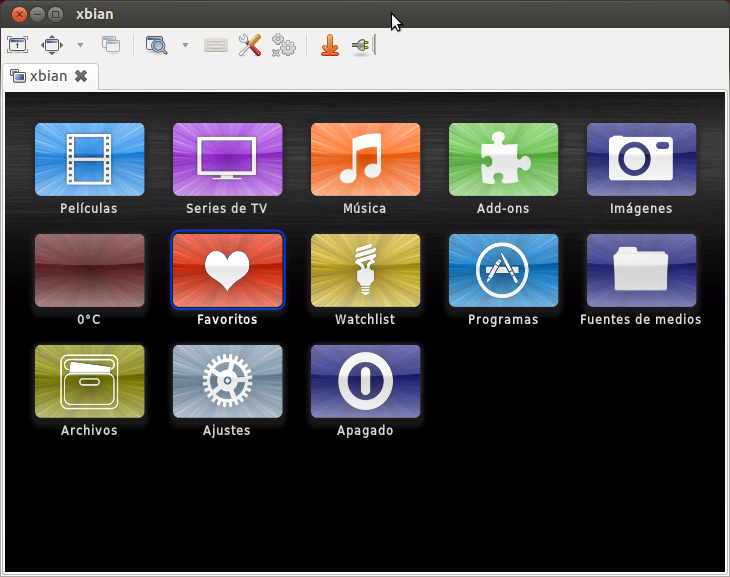 xbian
xbian
Películas
Series de TV
Música
Add-ons
Imágenes
0°C
Favoritos
Watchlist
Programas
Fuentes de medios
Archivos
Ajustes
Apagado